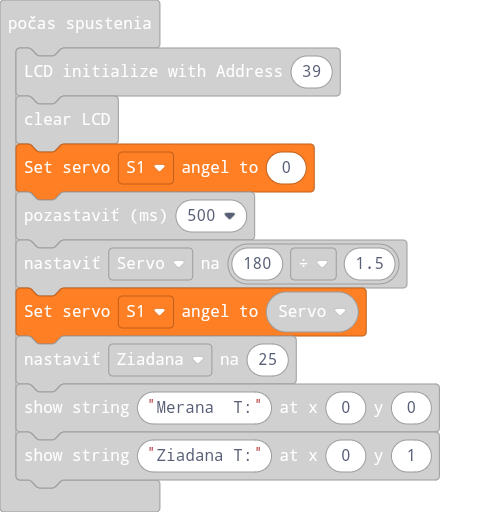 počas spustenia
LCD initialize with Address 39
clear LCD
Set servo S1 angel to 0
pozastaviť (ms) 500
nastaviť Servo na 180 ÷ 1.5
Set servo S1 angel to Servo
nastaviť Ziadana na 25
show string "Merana  T:" at x 0 y 0
show string "Ziadana T:" at x 0 y 1